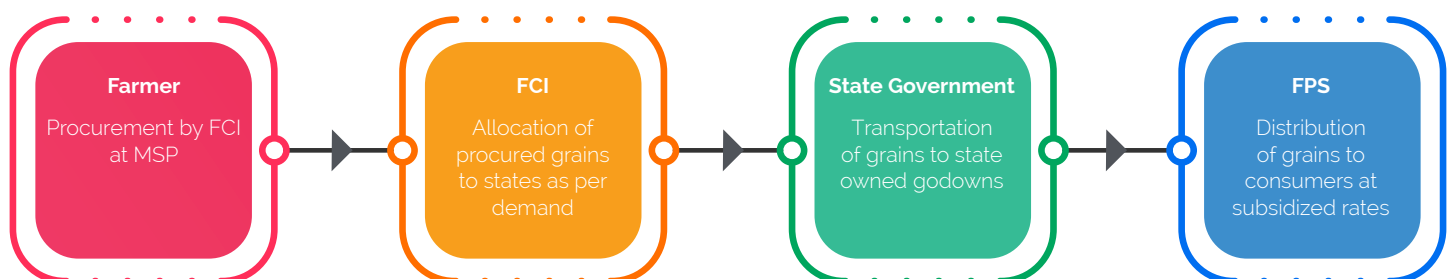 Farmer
Procurement by FCI
at MSP
FCI
Allocation of
procured grains
to states as per
demand
State Government
Transportation
of grains to state
owned godowns
FPS
Distribution
of grains to
consumers at
subsidized rates